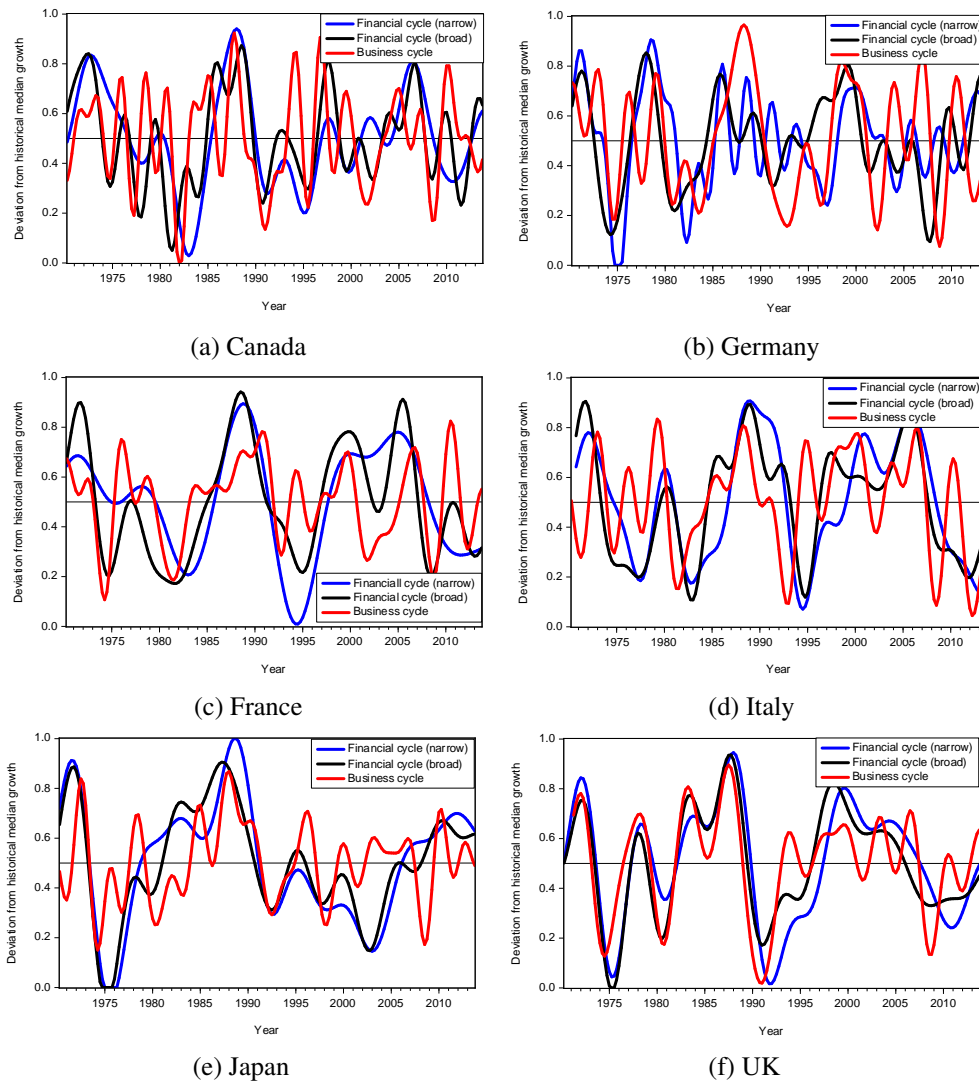 1.0
0.8
0.6
0.4
0.2
0.0
Deviation from historical median growth
Financial cycle (narrow)
Financial cycle (broad)
Business cycle
1975 1980 1985 1990 1995 2000 2005 2010
Year
(a) Canada
1.0
0.8
0.6
0.4
0.2
0.0
Deviation from historical median growth
Financial cycle (narrow)
Financial cycle (broad)
Business cycle
1975 1980 1985 1990 1995 2000 2005 2010
Year
(b) Germany
1.0
0.8
0.6
0.4
0.2
0.0
Deviation from historical median growth
Financiall cycle (narrow)
Financial cycle (broad)
Business cycle
1975 1980 1985 1990 1995 2000 2005 2010
Year
(c) France
1.0
0.8
0.6
0.4
0.2
0.0
Deviation from historical median growth
Financial cycle (narrow)
Financial cycle (broad)
Business cycle
1975 1980 1985 1990 1995 2000 2005 2010
Year
(d) Italy
1.0
0.8
0.6
0.4
0.2
0.0
Deviation from historical median growth
Financial cycle (narrow)
Financial cycle (broad)
Business cycle
1975 1980 1985 1990 1995 2000 2005 2010
Year
(e) Japan
1.0
0.8
0.6
0.4
0.2
0.0
Deviation from historical median growth
Financial cycle (narrow)
Financial cycle (broad)
Business cycle
1975 1980 1985 1990 1995 2000 2005 2010
Year
(f) UK